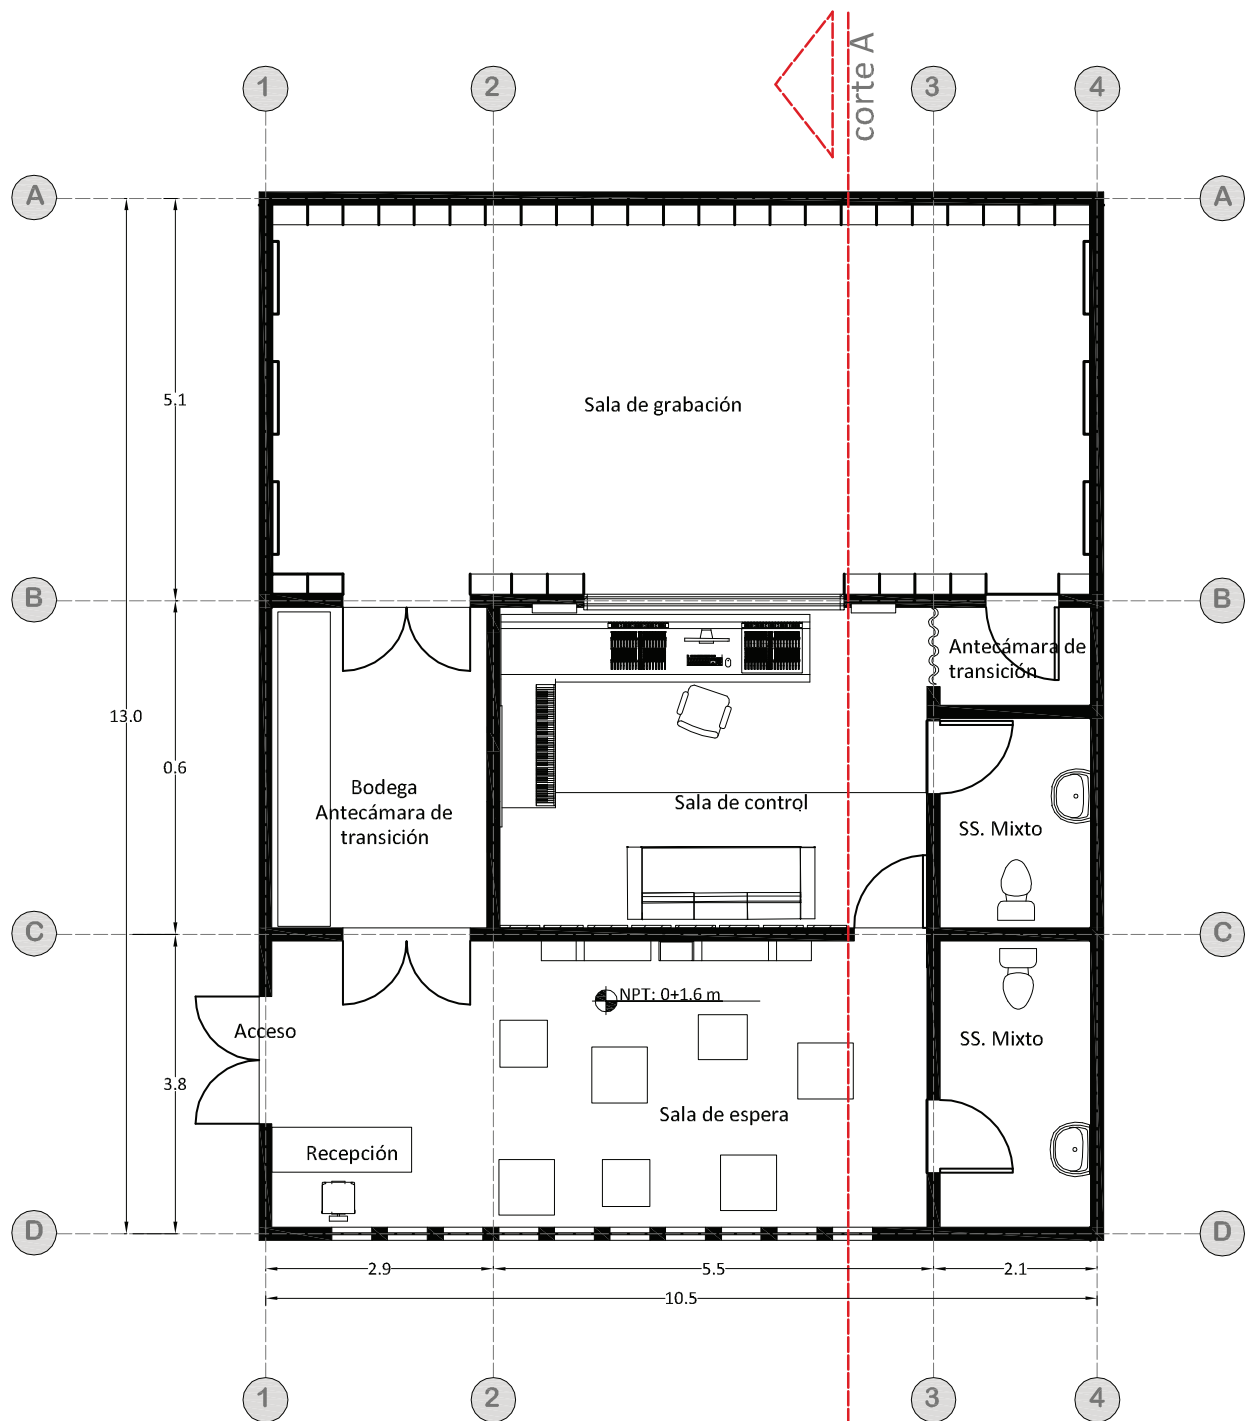 corte A
1
2
3
4
A
A
5.1
Sala de grabación
B
B
Antecámara de
transición
13.0
0.6
Bodega
Antecámara de
transición
Sala de control
SS. Mixto
C
C
NPT: 0+1.6 m
Acceso
SS. Mixto
3.8
Sala de espera
Recepción
D
D
2.9
5.5
2.1
10.5
1
2
3
4